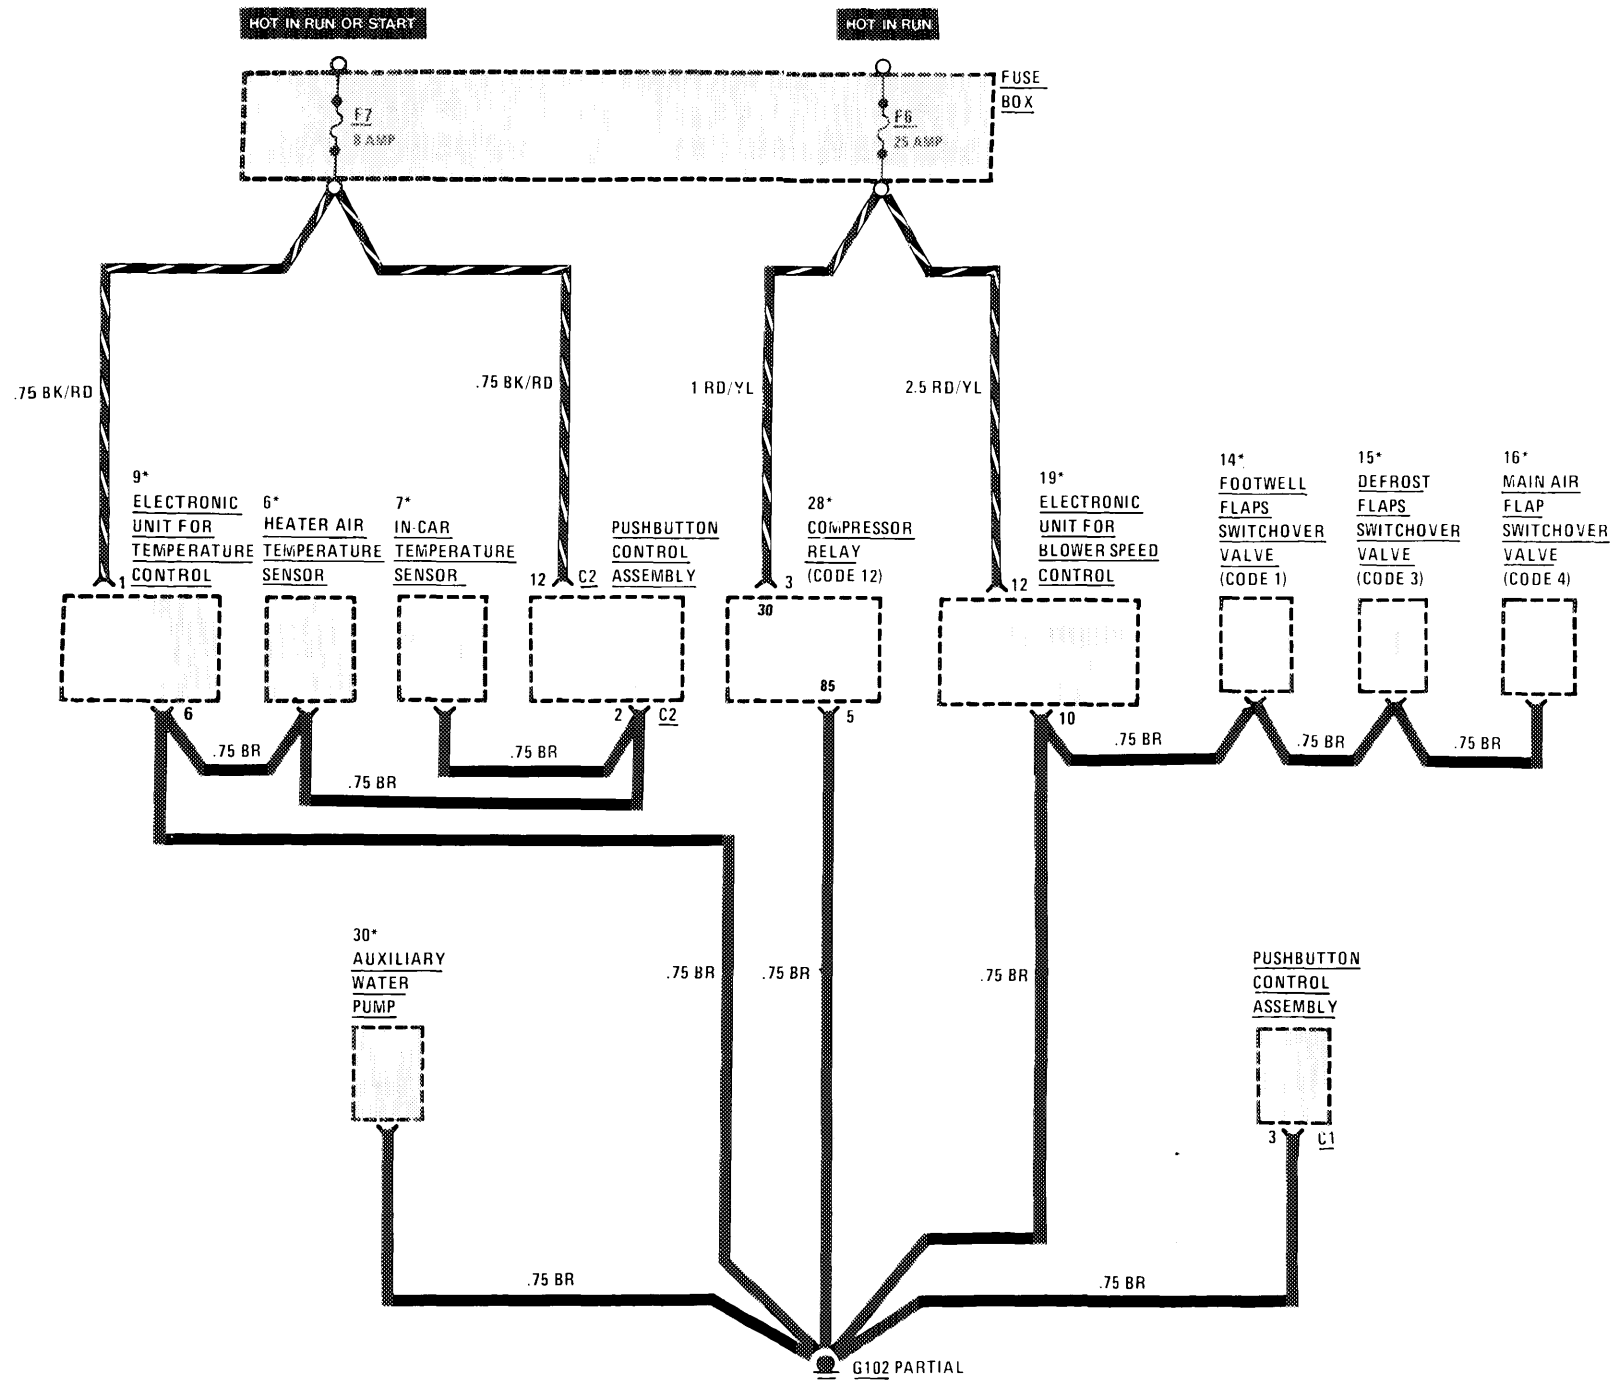 HOT IN RUN OR START
HOT IN RUN
FUSE
BOX
F7
8 AMP
F6
25 AMP
.75 BK/RD
.75 BK/RD
1 RD/YL
2.5 RD/YL
9*
ELECTRONIC
UNIT FOR
TEMPERATURE
CONTROL
6*
HEATER AIR
TEMPERATURE
SENSOR
7*
IN-CAR
TEMPERATURE
SENSOR
PUSHBUTTON
CONTROL
ASSEMBLY
28*
COMPRESSOR
RELAY
(CODE 12)
19*
ELECTRONIC
UNIT FOR
BLOWER SPEED
CONTROL
14*
FOOTWELL
FLAPS
SWITCHOVER
VALVE
(CODE 1)
15*
DEFROST
FLAPS
SWITCHOVER
VALVE
(CODE 3)
16*
MAIN AIR
FLAP
SWITCHOVER
VALVE
(CODE 4)
1
12 C2
3
12
30
85
6
2 C2
5
10
.75 BR
.75 BR
.75 BR
.75 BR
.75 BR
.75 BR
.75 BR
.75 BR
.75 BR
30*
AUXILIARY
WATER
PUMP
PUSHBUTTON
CONTROL
ASSEMBLY
3 C1
.75 BR
.75 BR
G102 PARTIAL